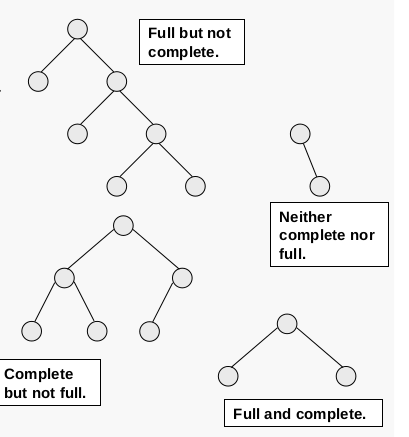 Full but not
complete.
Neither
complete nor
full.
Complete
but not full.
Full and complete.